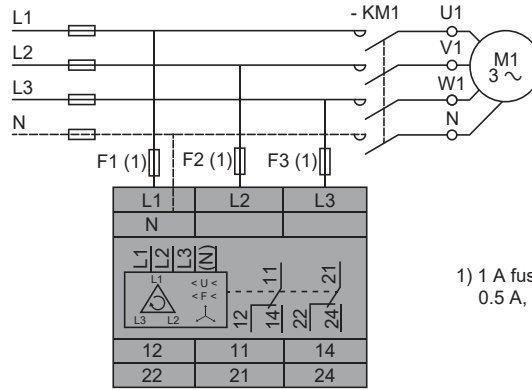 L1 - KM1 U1
L2 V1
L3 W1
N N
M1
3 ~
F1 (1) F2 (1) F3 (1)
L1 L2 L3
N
L1 L2 L3 (N)
L1
L3 L2
< U <
< F <
11 21
12 14 22 24
1) 1 A fus
0.5 A,
12 11 14
22 21 24